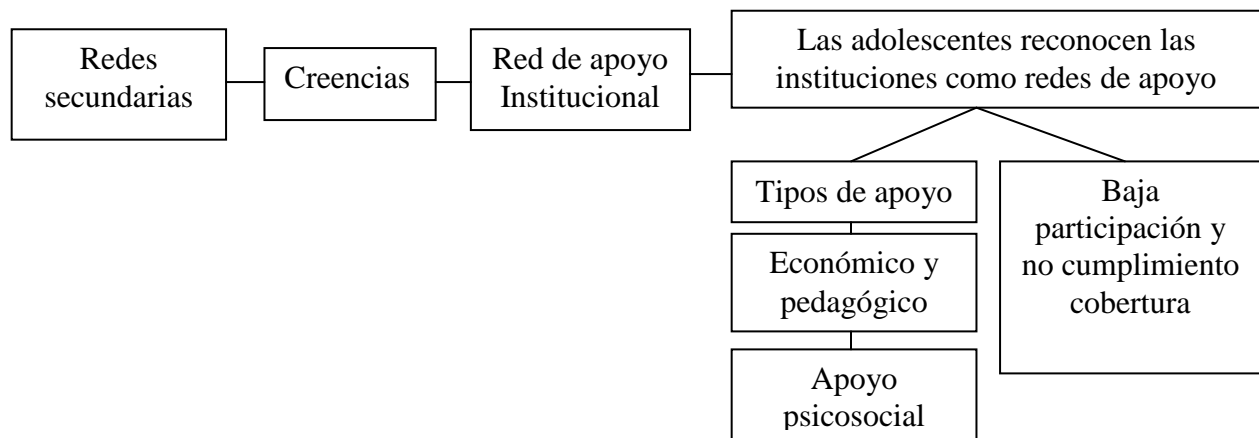 Redes
secundarias
Creencias
Red de apoyo
Institucional
Las adolescentes reconocen las
instituciones como redes de apoyo
Tipos de apoyo
Económico y
pedagógico
Apoyo
psicosocial
Baja
participación y
no cumplimiento
cobertura